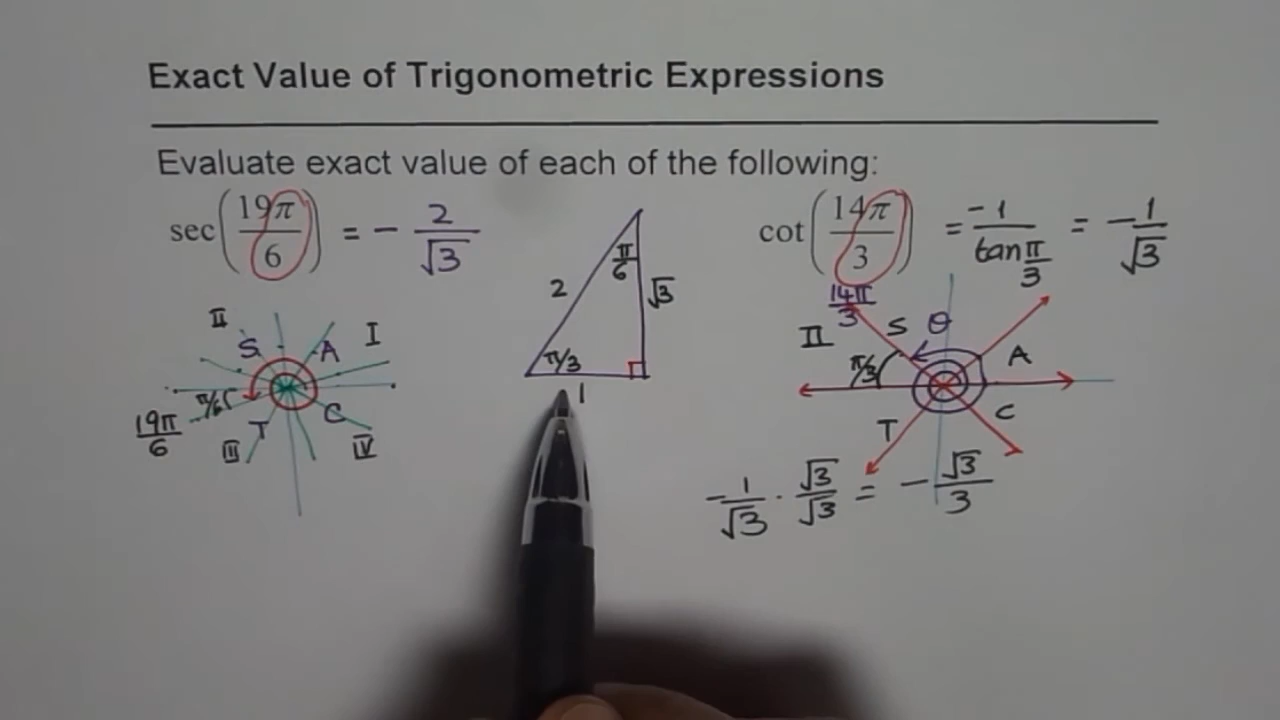 Exact Value of Trigonometric Expressions
Evaluate exact value of each of the following:
sec(19π/6) = - 2/√3
cot(14π/3) = -1/tan π/3 = - 1/√3
II
S
A
I
π/6
19π/6
T
C
III
IV
2
π/6
√3
π/3
1
14π/3
S
θ
II
A
π/3
T
C
-1/√3 · √3/√3 = - √3/3